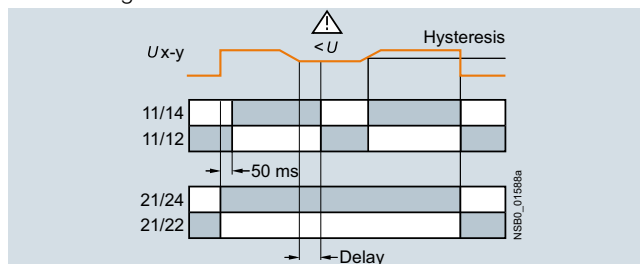 < U
Hysteresis
U x-y
11/14
11/12
50 ms
21/24
21/22
Delay
NSB0_01588a